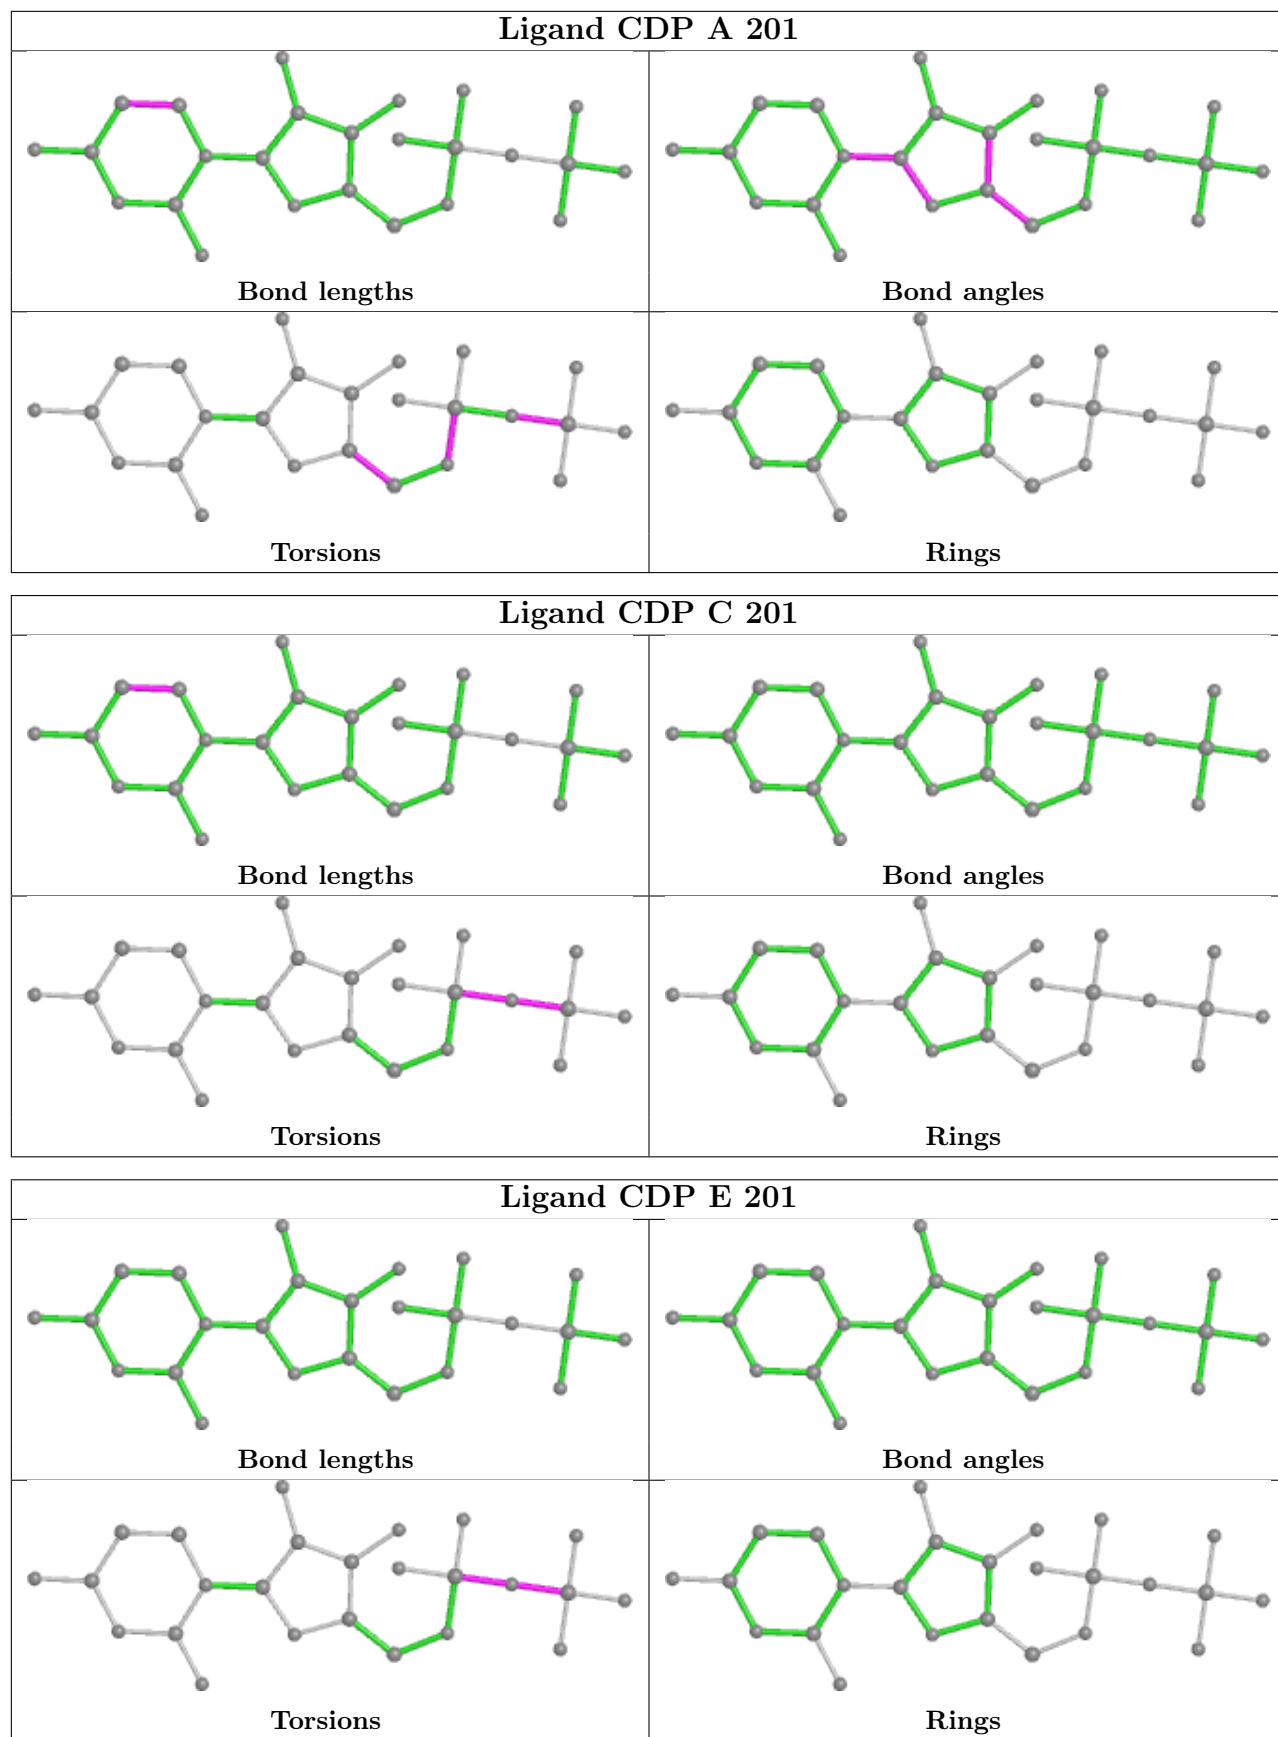 Ligand CDP A 201
Bond lengths
Bond angles
Torsions
Rings
Ligand CDP C 201
Bond lengths
Bond angles
Torsions
Rings
Ligand CDP E 201
Bond lengths
Bond angles
Torsions
Rings